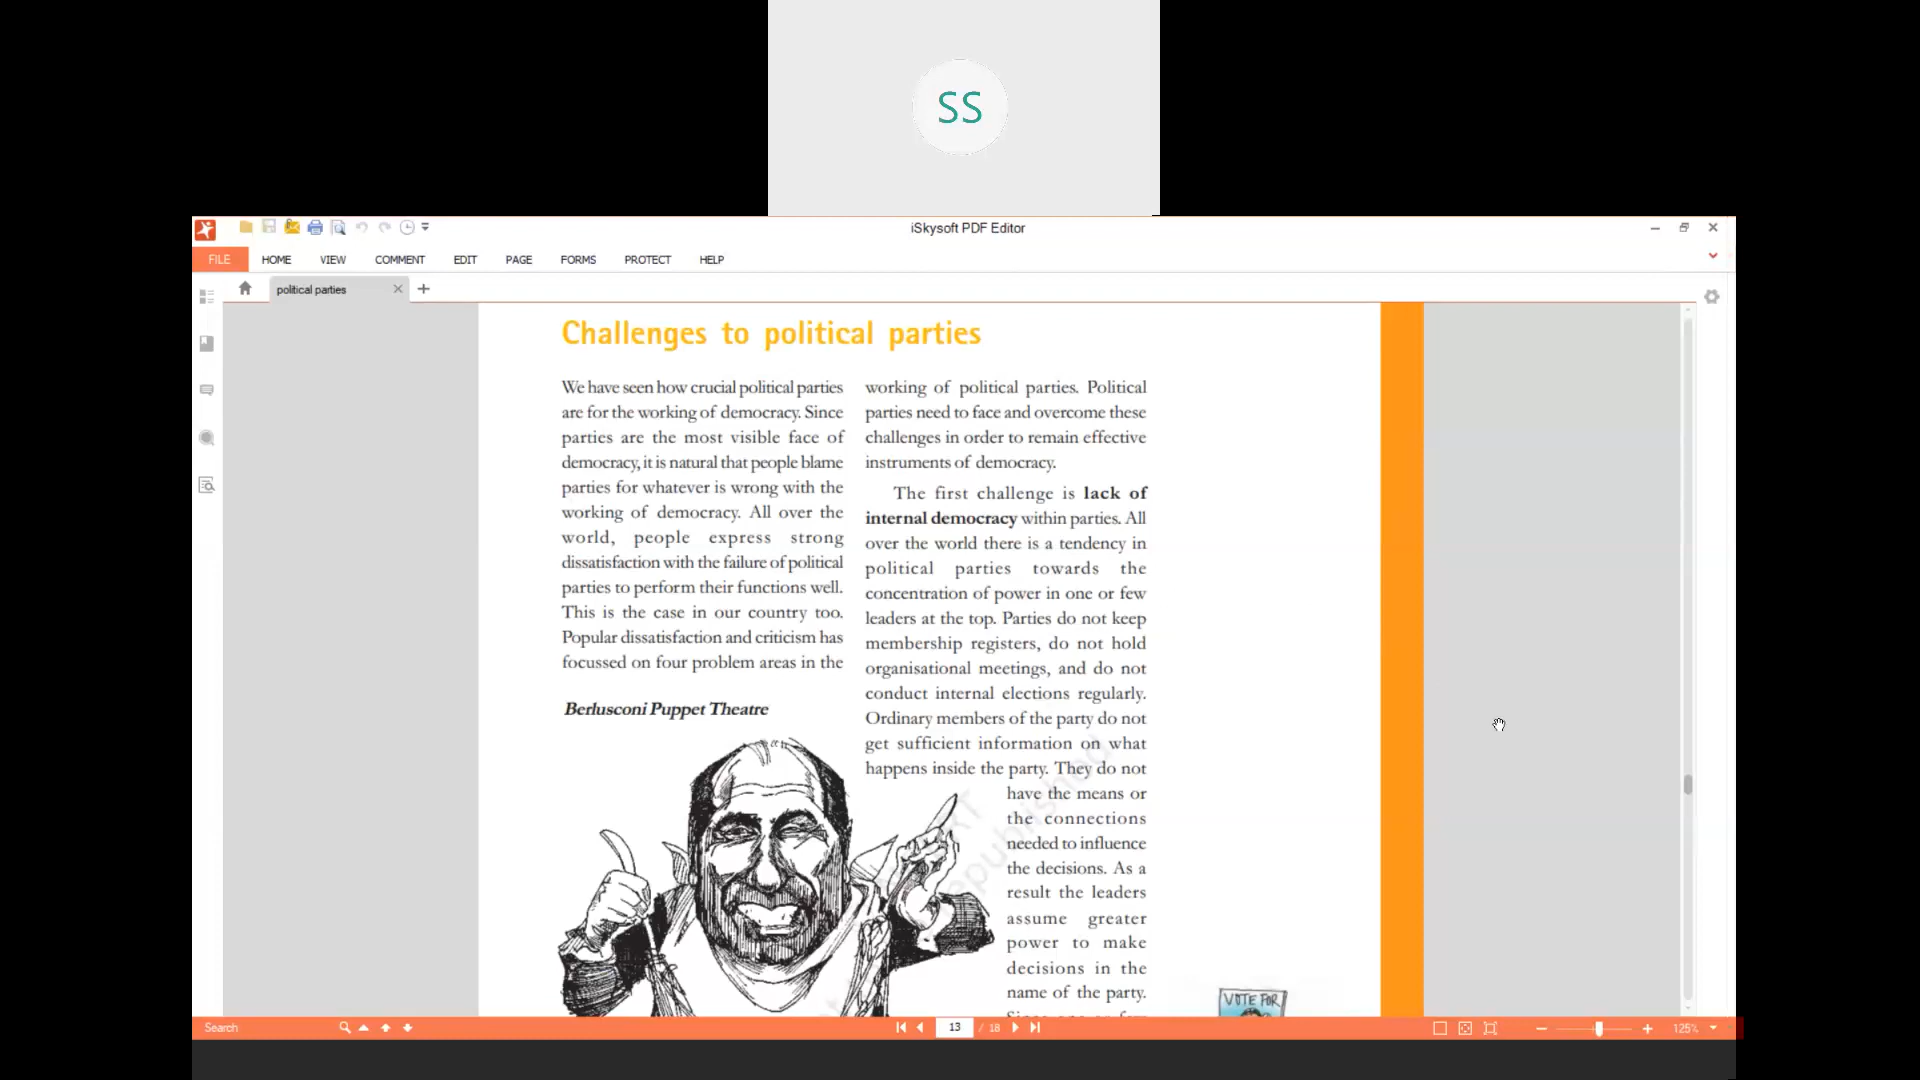 SS
iSkysoft PDF Editor
FILE HOME VIEW COMMENT EDIT PAGE FORMS PROTECT HELP
political parties
Challenges to political parties
We have seen how crucial political parties
are for the working of democracy. Since
parties are the most visible face of
democracy, it is natural that people blame
parties for whatever is wrong with the
working of democracy. All over the
world, people express strong
dissatisfaction with the failure of political
parties to perform their functions well.
This is the case in our country too.
Popular dissatisfaction and criticism has
focussed on four problem areas in the
Berlusconi Puppet Theatre
working of political parties. Political
parties need to face and overcome these
challenges in order to remain effective
instruments of democracy.
The first challenge is lack of
internal democracy within parties. All
over the world there is a tendency in
political parties towards the
concentration of power in one or few
leaders at the top. Parties do not keep
membership registers, do not hold
organisational meetings, and do not
conduct internal elections regularly.
Ordinary members of the party do not
get sufficient information on what
happens inside the party. They do not
have the means or
the connections
needed to influence
the decisions. As a
result the leaders
assume greater
power to make
decisions in the
name of the party.
VOTE FOR
Search
13 / 18
125%